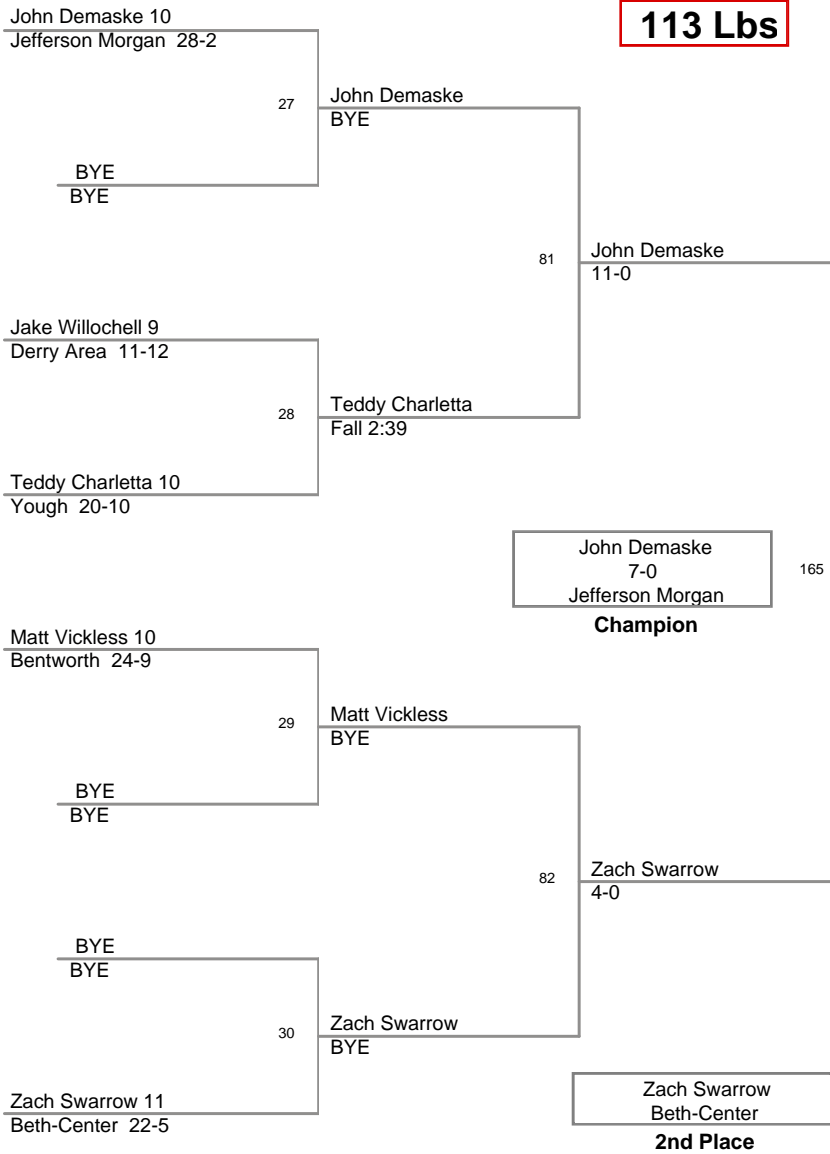 John Demaske 10
Jefferson Morgan 28-2
113 Lbs
27
John Demaske
BYE
BYE
BYE
81
John Demaske
11-0
Jake Willochell 9
Derry Area 11-12
28
Teddy Charletta
Fall 2:39
Teddy Charletta 10
Yough 20-10
John Demaske
7-0
Jefferson Morgan
165
Champion
Matt Vickless 10
Bentworth 24-9
29
Matt Vickless
BYE
BYE
BYE
82
Zach Swarrow
4-0
BYE
BYE
30
Zach Swarrow
BYE
Zach Swarrow 11
Beth-Center 22-5
Zach Swarrow
Beth-Center
2nd Place